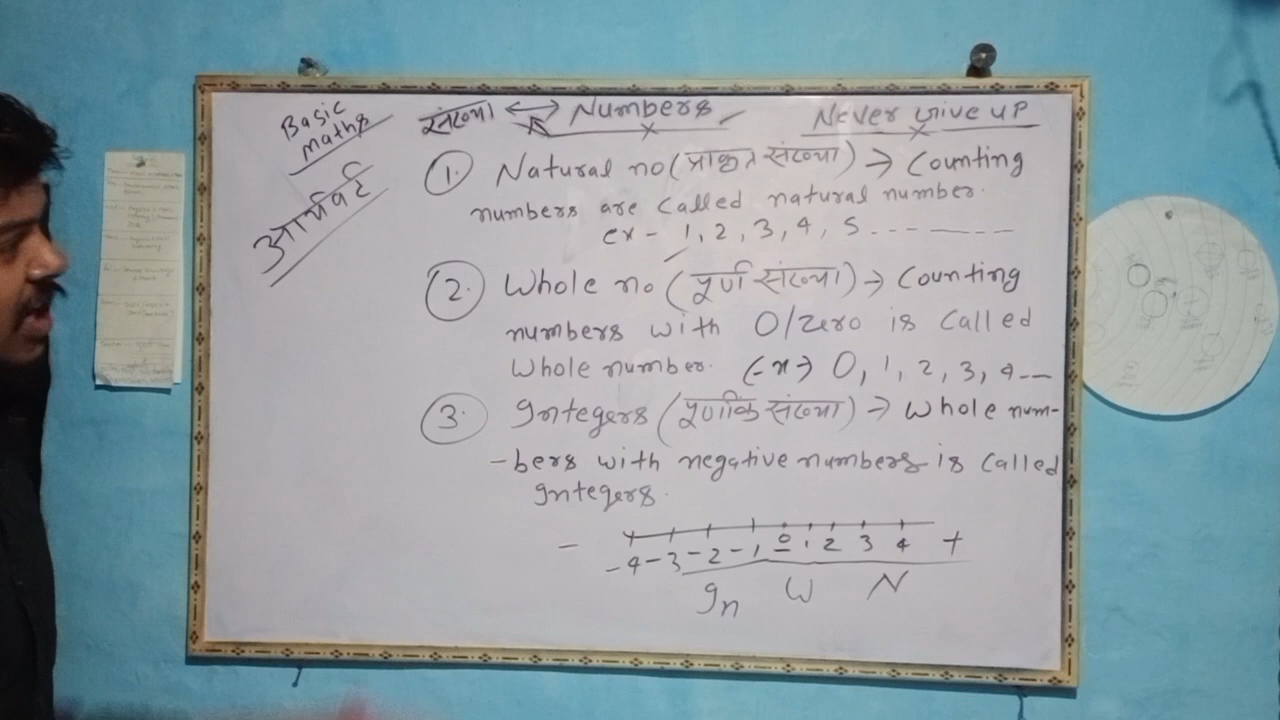 Basic
maths
आर्यावर्त
संख्या ↔ Numbers
Never Give up
1. Natural no (प्राकृत संख्या) → Counting
numbers are called natural number.
ex - 1, 2, 3, 4, 5 - - - - - - -
2. Whole no (पूर्ण संख्या) → Counting
numbers with 0/zero is called
Whole number. Ex → 0, 1, 2, 3, 4 - -
3. Integers (पूर्णांक संख्या) → Whole num-
-bers with negative numbers is called
Integers.
- -4 -3 -2 -1 0 1 2 3 4 +
In W N